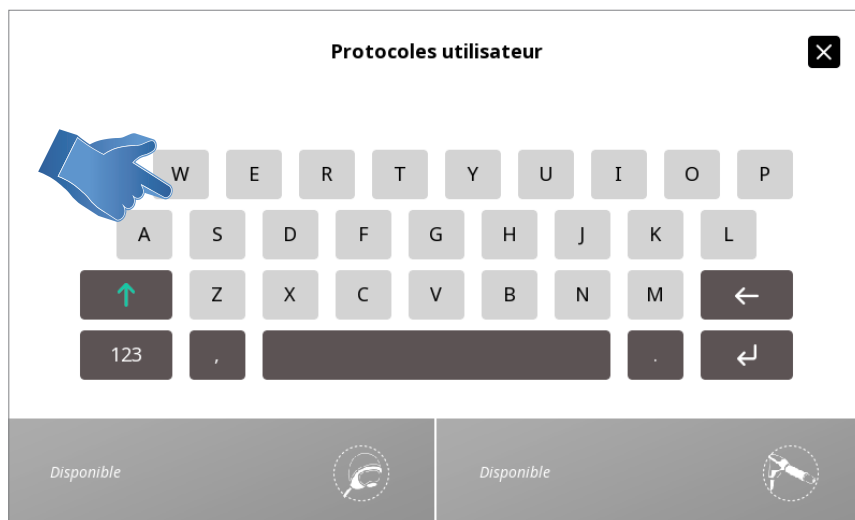 Protocoles utilisateur
W E R T Y U I O P
A S D F G H J K L
Z X C V B N M
123 , .
Disponible Disponible